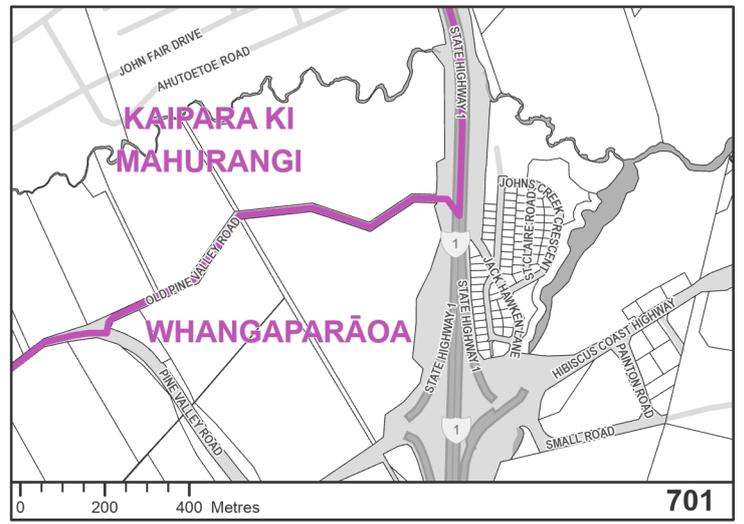 JOHN FAIR DRIVE
AHUTOETOE ROAD
STATE HIGHWAY 1
KAIPARA KI
MAHURANGI
JOHNS CREEK CRESCEN
ST CLAIRE ROAD
OLD PINE VALLEY ROAD
1
JACK HAWKEN LANE
STATE HIGHWAY 1
STATE HIGHWAY 1
WHANGAPARĀOA
HIBISCUS COAST HIGHWAY
PAINTON ROAD
PINE VALLEY ROAD
1
SMALL ROAD
0 200 400 Metres
701